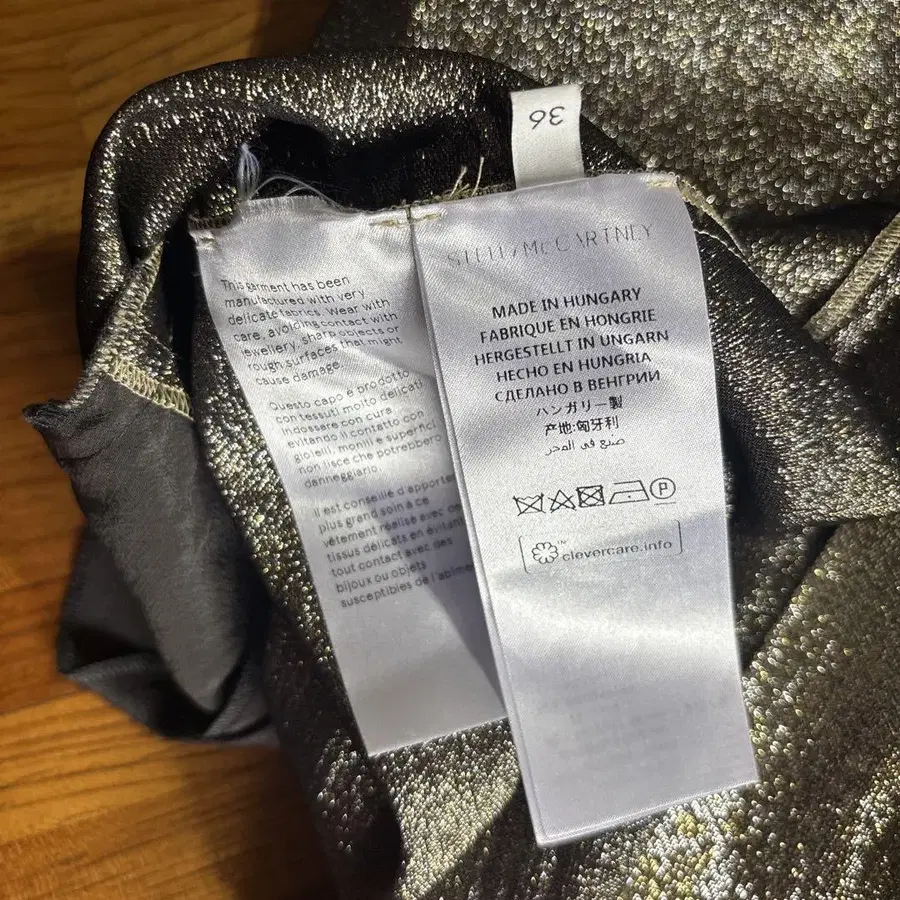 36
STELLA McCARTNEY
MADE IN HUNGARY
FABRIQUE EN HONGRIE
HERGESTELLT IN UNGARN
HECHO EN HUNGRIA
СДЕЛАНО В ВЕНГРИИ
ハンガリー製
产地:匈牙利
صنع في المجر
P
™ clevercare.info
This garment has been
manufactured with very
delicate fabrics. Wear with
care, avoiding contact with
jewellery, sharp objects or
rough surfaces that might
cause damage.
Questo capo è prodotto
con tessuti molto delicati
indossare con cura
evitando il contatto con
gioielli, monili e superfici
non lisce che potrebbero
danneggiarlo.
Il est conseillé d'apporter
plus grand soin à ce
vêtement réalisé avec de
tissus délicats en évitant
tout contact avec des
bijoux ou objets
susceptibles de l'abîme